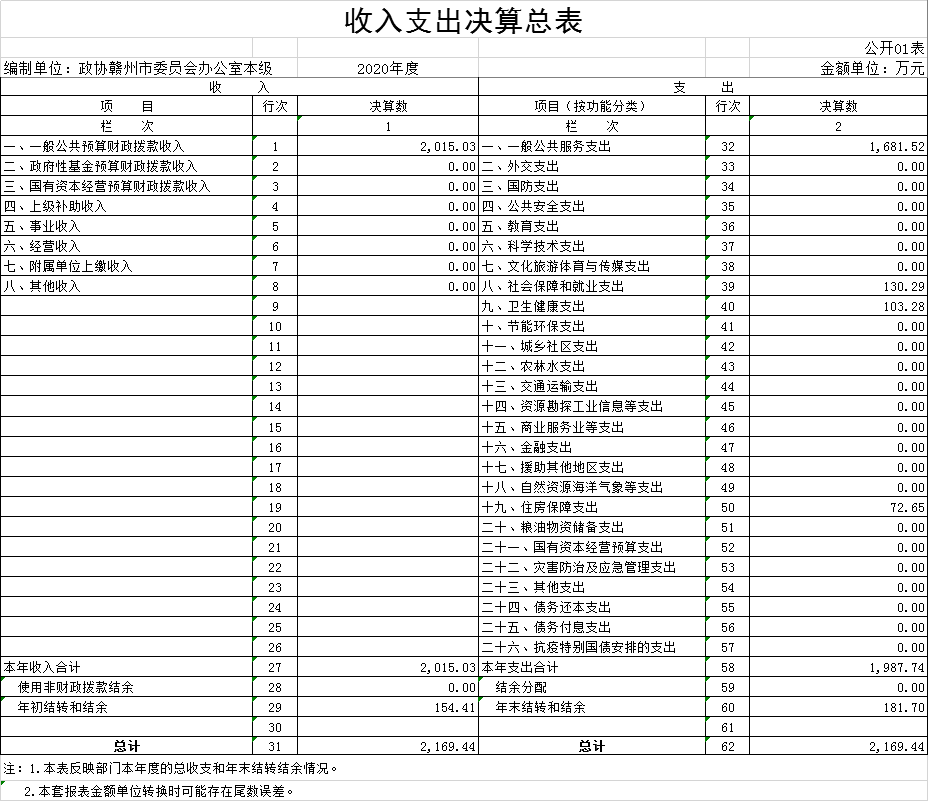 收入支出决算总表
公开01表
编制单位：政协赣州市委员会办公室本级 2020年度 金额单位：万元
收 入 支 出
项 目 行次 决算数 项目（按功能分类） 行次 决算数
栏 次 1 栏 次 2
一、一般公共预算财政拨款收入 1 2,015.03 一、一般公共服务支出 32 1,681.52
二、政府性基金预算财政拨款收入 2 0.00 二、外交支出 33 0.00
三、国有资本经营预算财政拨款收入 3 0.00 三、国防支出 34 0.00
四、上级补助收入 4 0.00 四、公共安全支出 35 0.00
五、事业收入 5 0.00 五、教育支出 36 0.00
六、经营收入 6 0.00 六、科学技术支出 37 0.00
七、附属单位上缴收入 7 0.00 七、文化旅游体育与传媒支出 38 0.00
八、其他收入 8 0.00 八、社会保障和就业支出 39 130.29
9 九、卫生健康支出 40 103.28
10 十、节能环保支出 41 0.00
11 十一、城乡社区支出 42 0.00
12 十二、农林水支出 43 0.00
13 十三、交通运输支出 44 0.00
14 十四、资源勘探工业信息等支出 45 0.00
15 十五、商业服务业等支出 46 0.00
16 十六、金融支出 47 0.00
17 十七、援助其他地区支出 48 0.00
18 十八、自然资源海洋气象等支出 49 0.00
19 十九、住房保障支出 50 72.65
20 二十、粮油物资储备支出 51 0.00
21 二十一、国有资本经营预算支出 52 0.00
22 二十二、灾害防治及应急管理支出 53 0.00
23 二十三、其他支出 54 0.00
24 二十四、债务还本支出 55 0.00
25 二十五、债务付息支出 56 0.00
26 二十六、抗疫特别国债安排的支出 57 0.00
本年收入合计 27 2,015.03 本年支出合计 58 1,987.74
使用非财政拨款结余 28 0.00 结余分配 59 0.00
年初结转和结余 29 154.41 年末结转和结余 60 181.70
30 61
总计 31 2,169.44 总计 62 2,169.44
注：1.本表反映部门本年度的总收支和年末结转结余情况。
2.本套报表金额单位转换时可能存在尾数误差。